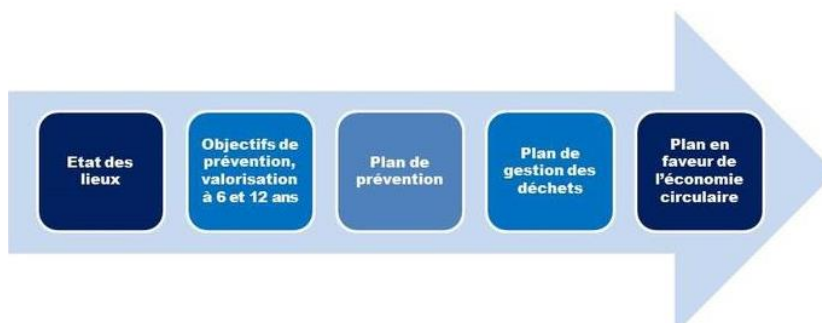 Etat des
lieux
Objectifs de
prévention,
valorisation
à 6 et 12 ans
Plan de
prévention
Plan de
gestion des
déchets
Plan en
faveur de
l'économie
circulaire